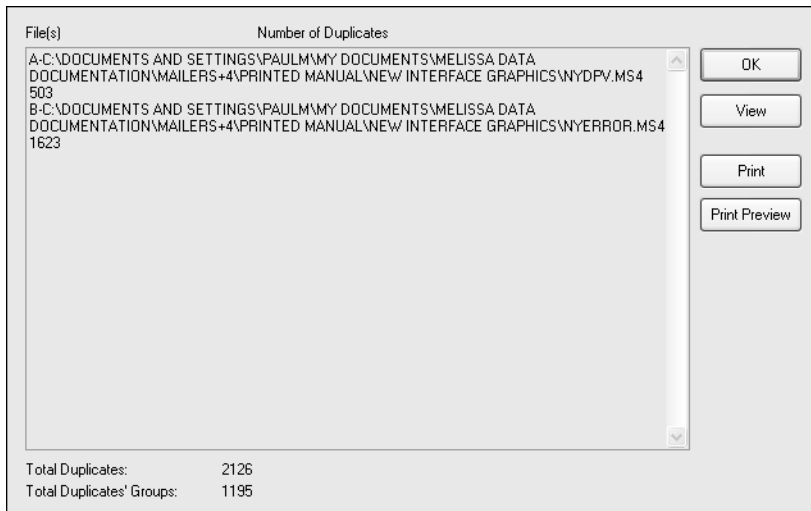 File(s) Number of Duplicates
A-C:\DOCUMENTS AND SETTINGS\PAULM\MY DOCUMENTS\MELISSA DATA
DOCUMENTATION\MAILERS+4\PRINTED MANUAL\NEW INTERFACE GRAPHICS\NYDPV.MS4
503
B-C:\DOCUMENTS AND SETTINGS\PAULM\MY DOCUMENTS\MELISSA DATA
DOCUMENTATION\MAILERS+4\PRINTED MANUAL\NEW INTERFACE GRAPHICS\NYERROR.MS4
1623
OK
View
Print
Print Preview
Total Duplicates: 2126
Total Duplicates' Groups: 1195